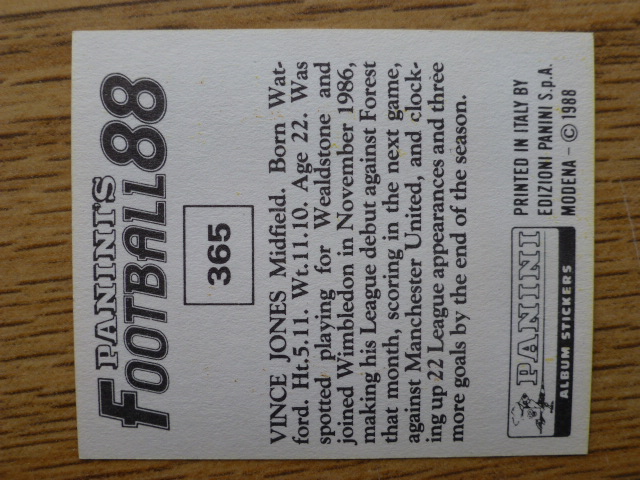 PANINI'S
FOOTBALL 88
365
VINCE JONES Midfield. Born Wat-
ford. Ht.5.11. Wt.11.10. Age 22. Was
spotted playing for Wealdstone and
joined Wimbledon in November 1986,
making his League debut against Forest
that month, scoring in the next game,
against Manchester United, and clock-
ing up 22 League appearances and three
more goals by the end of the season.
PANINI
ALBUM STICKERS
PRINTED IN ITALY BY
EDIZIONI PANINI S.p.A.
MODENA - © 1988